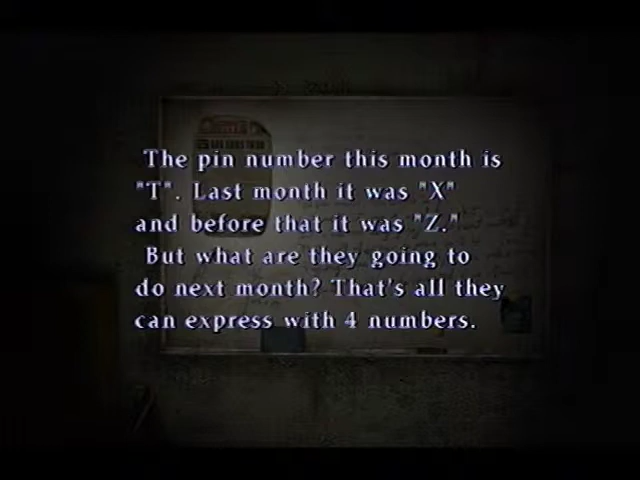 The pin number this month is
"T". Last month it was "X"
and before that it was "Z."
But what are they going to
do next month? That's all they
can express with 4 numbers.